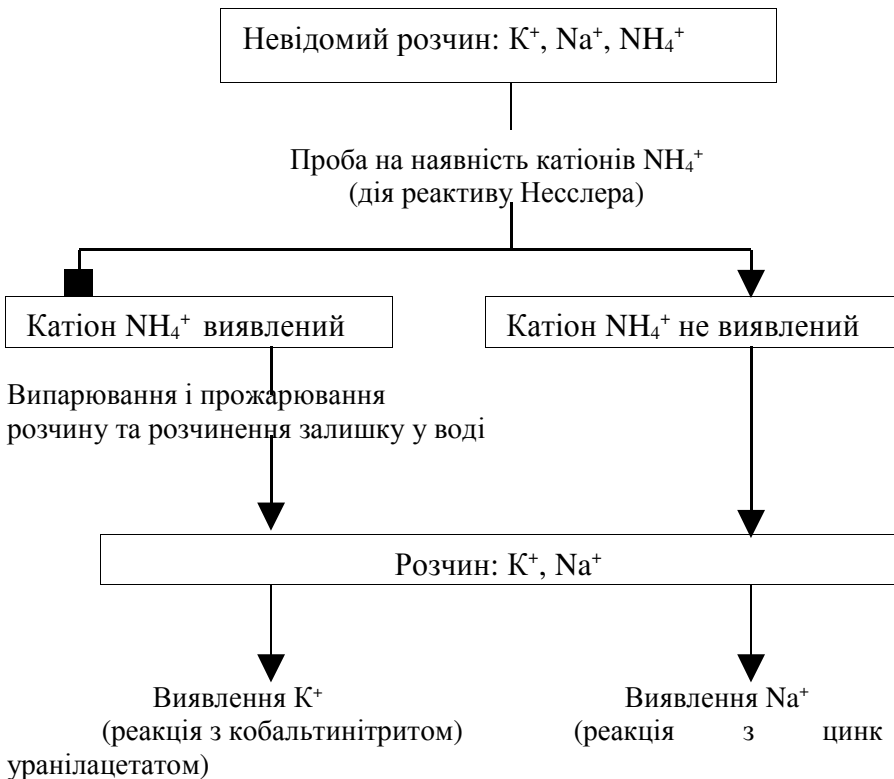 Невідомий розчин: K⁺, Na⁺, NH₄⁺
Проба на наявність катіонів NH₄⁺
(дія реактиву Несслера)
Катіон NH₄⁺ виявлений
Катіон NH₄⁺ не виявлений
Випарювання і прожарювання
розчину та розчинення залишку у воді
Розчин: K⁺, Na⁺
Виявлення K⁺
Виявлення Na⁺
(реакція з кобальтинітритом)
(реакція з цинк
уранілацетатом)